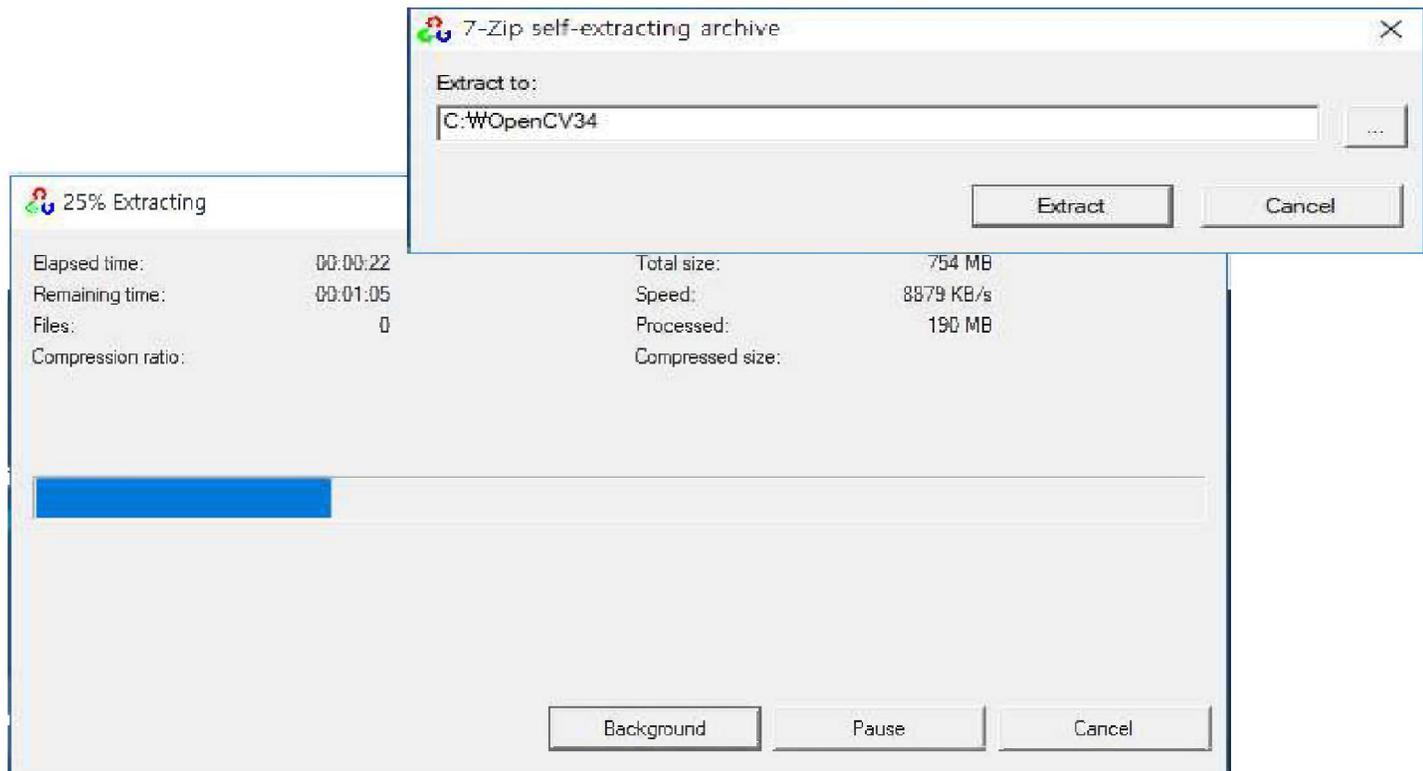 7-Zip self-extracting archive
Extract to:
C:₩OpenCV34
...
Extract Cancel
25% Extracting
Elapsed time: 00:00:22 Total size: 754 MB
Remaining time: 00:01:05 Speed: 8879 KB/s
Files: 0 Processed: 190 MB
Compression ratio: Compressed size:
Background Pause Cancel